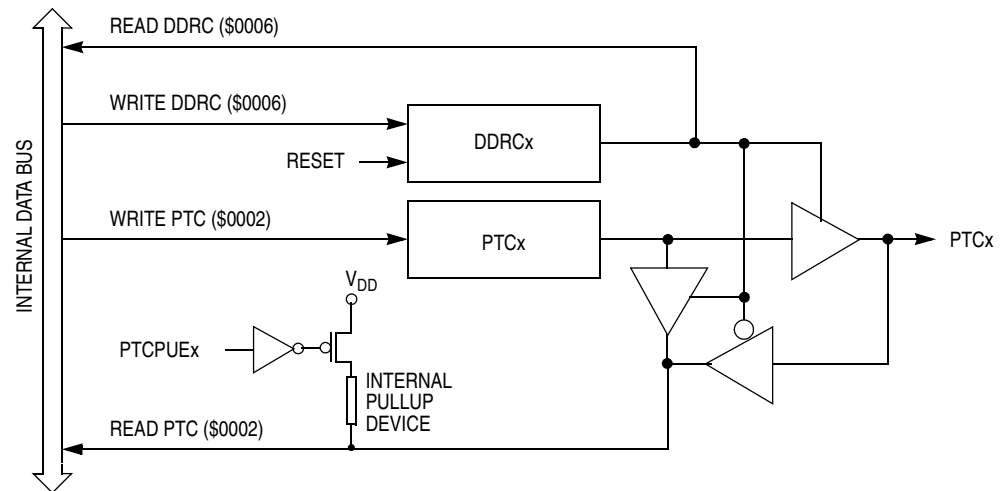 READ DDRC ($0006)
WRITE DDRC ($0006)
DDRCx
RESET
INTERNAL DATA BUS
WRITE PTC ($0002)
PTCx
PTCx
VDD
PTCPUEx
INTERNAL
PULLUP
DEVICE
READ PTC ($0002)